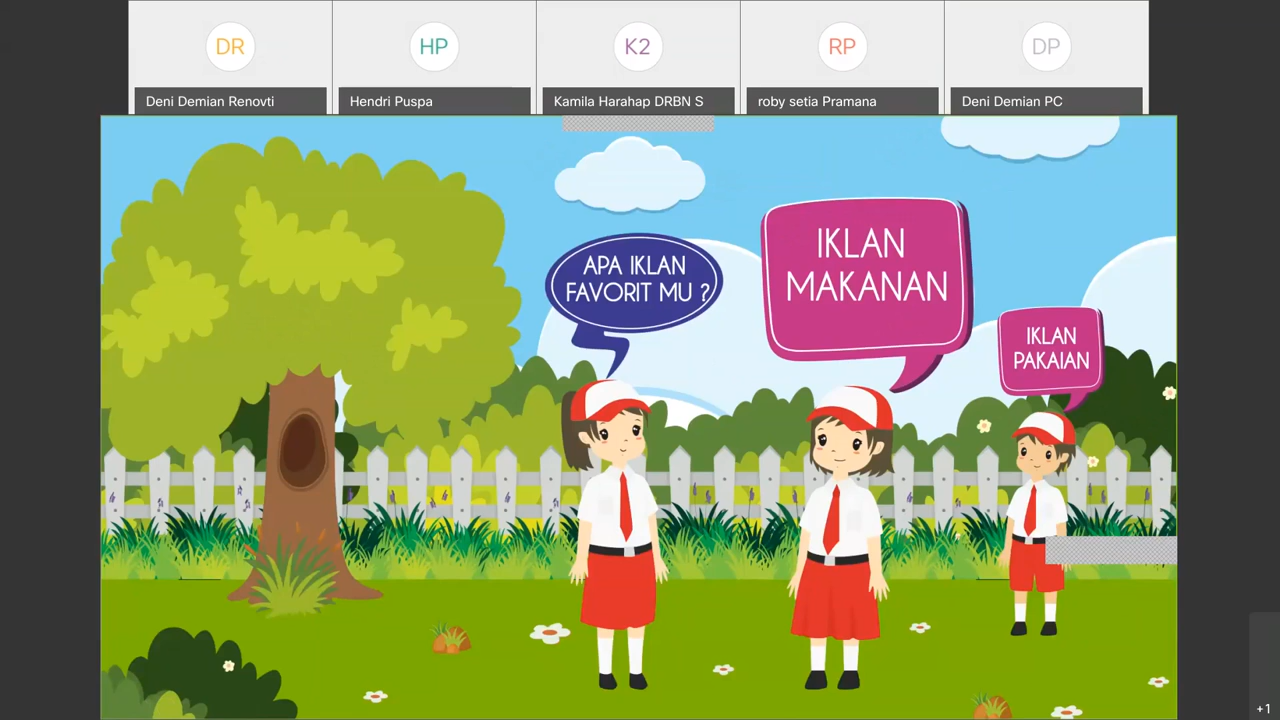 DR
HP
K2
RP
DP
Deni Demian Renovti
Hendri Puspa
Kamila Harahap DRBN S
roby setia Pramana
Deni Demian PC
APA IKLAN
FAVORIT MU ?
IKLAN
MAKANAN
IKLAN
PAKAIAN
+1